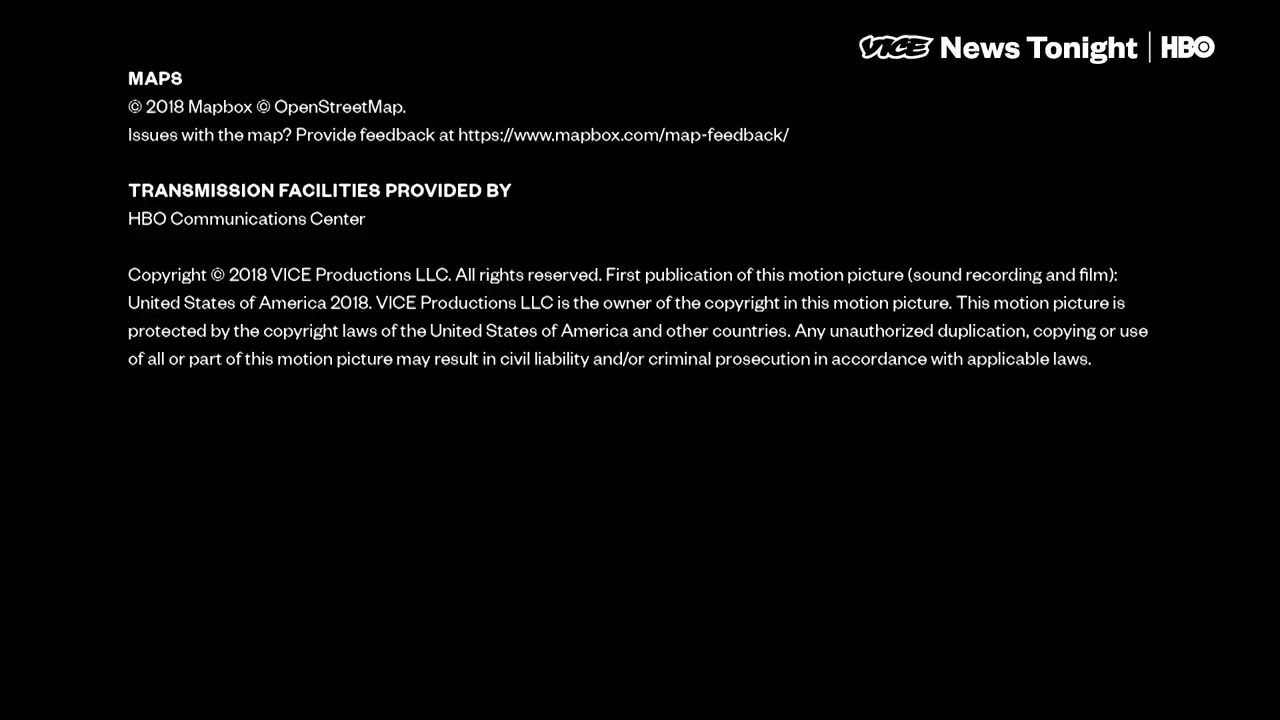 VICE News Tonight | HBO
MAPS
© 2018 Mapbox © OpenStreetMap.
Issues with the map? Provide feedback at https://www.mapbox.com/map-feedback/
TRANSMISSION FACILITIES PROVIDED BY
HBO Communications Center
Copyright © 2018 VICE Productions LLC. All rights reserved. First publication of this motion picture (sound recording and film):
United States of America 2018. VICE Productions LLC is the owner of the copyright in this motion picture. This motion picture is
protected by the copyright laws of the United States of America and other countries. Any unauthorized duplication, copying or use
of all or part of this motion picture may result in civil liability and/or criminal prosecution in accordance with applicable laws.